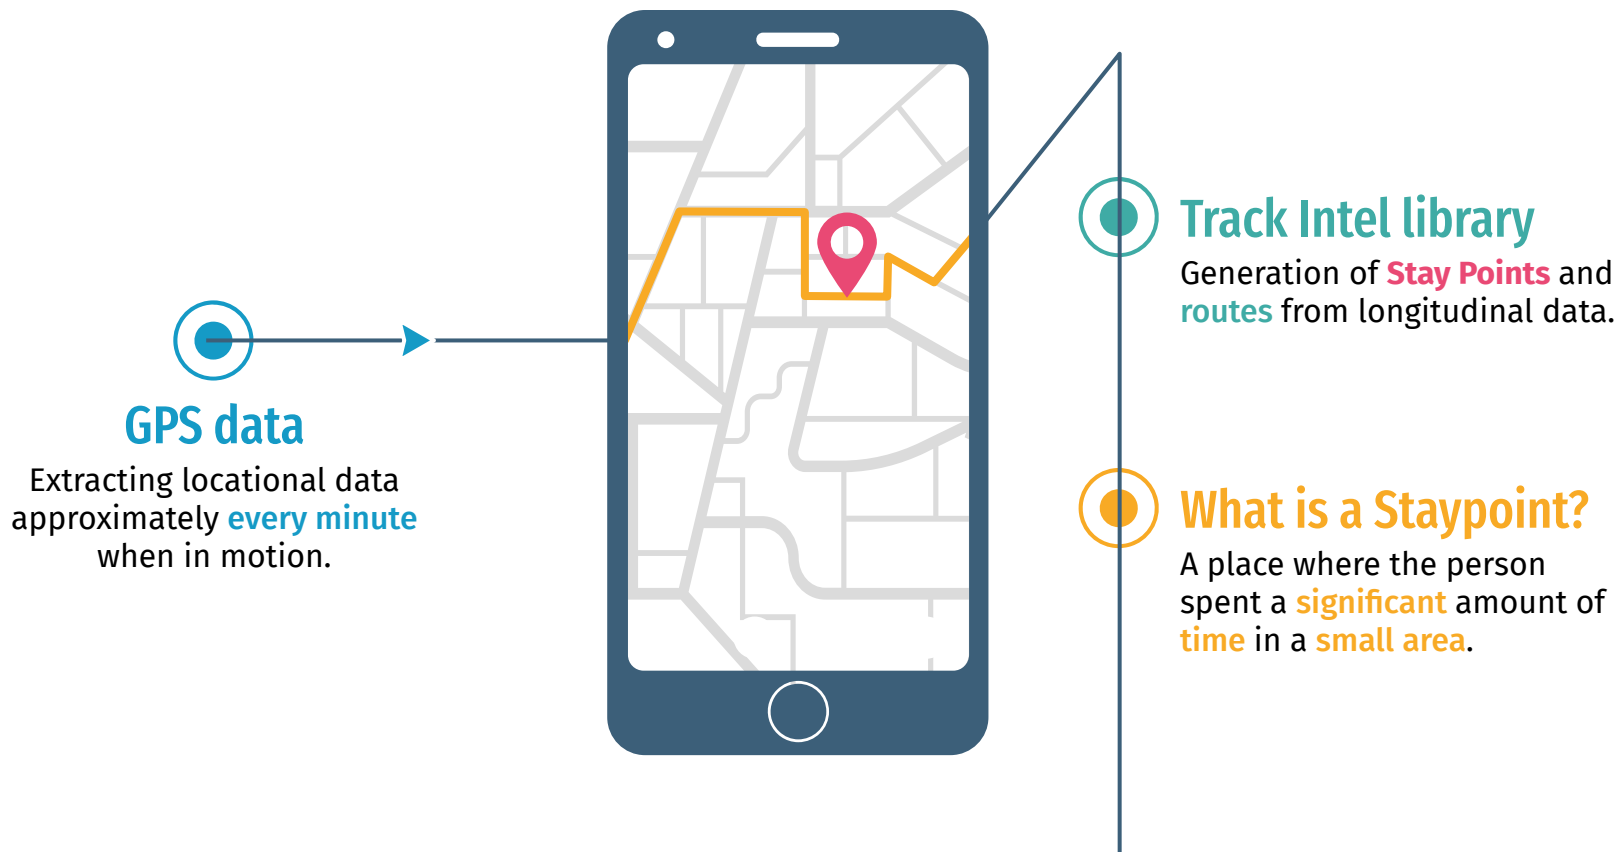 GPS data
Extracting locational data
approximately every minute
when in motion.
Track Intel library
Generation of Stay Points and
routes from longitudinal data.
What is a Staypoint?
A place where the person
spent a significant amount of
time in a small area.